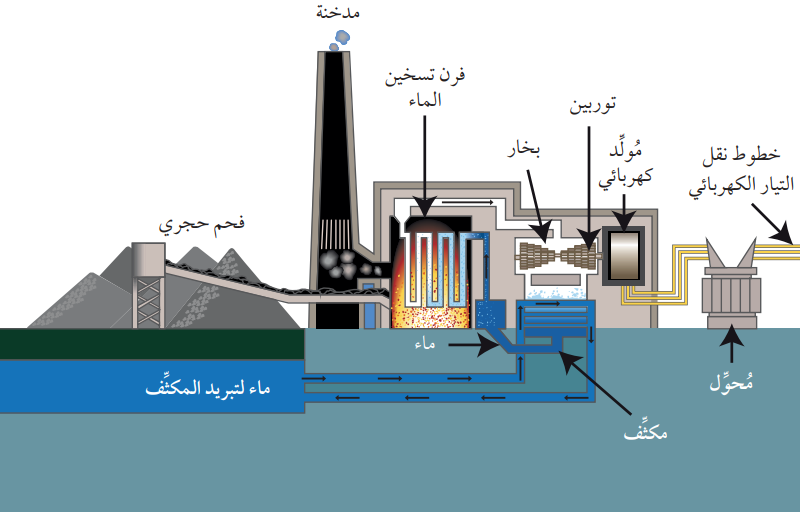 مدخنة
فرن تسخين
الماء
توربين
بخار
مُولِّد
كهربائي
خطوط نقل
التيار الكهربائي
فحم حجري
ماء
ماء لتبريد المكثِّف
مُحوِّل
مكثِّف